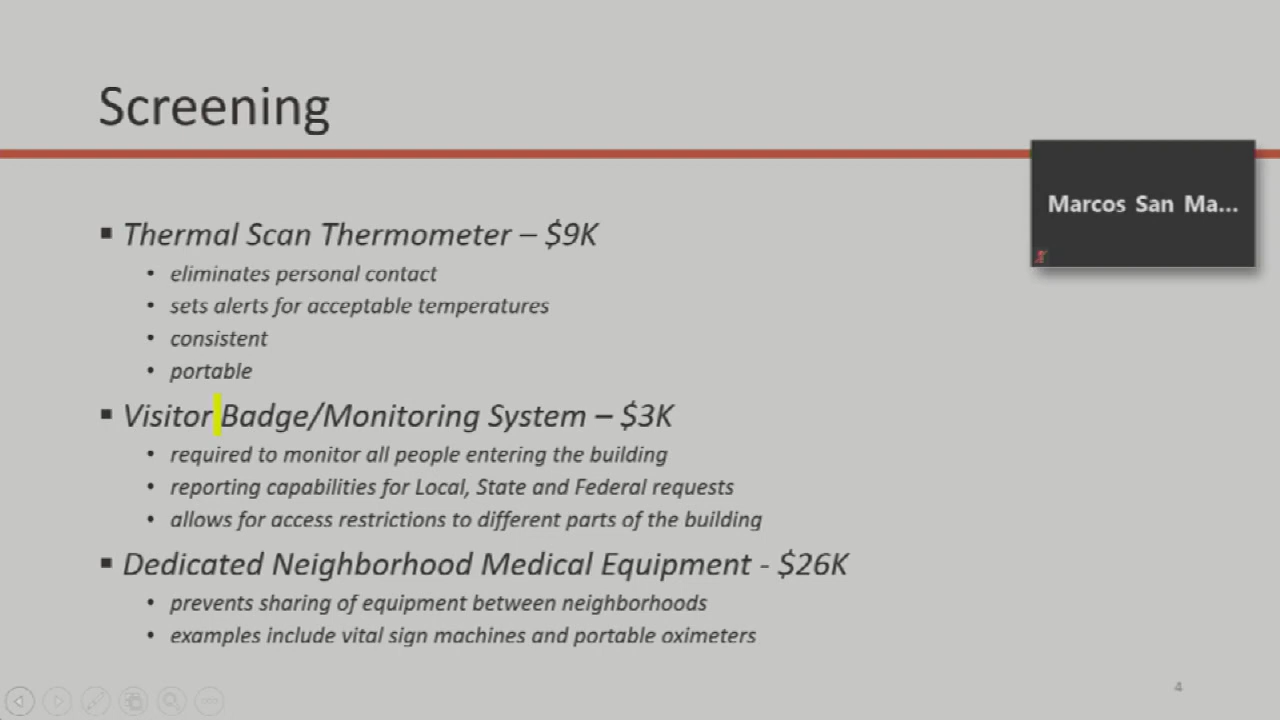 Screening
Marcos San Ma...
▪ Thermal Scan Thermometer – $9K
• eliminates personal contact
• sets alerts for acceptable temperatures
• consistent
• portable
▪ Visitor Badge/Monitoring System – $3K
• required to monitor all people entering the building
• reporting capabilities for Local, State and Federal requests
• allows for access restrictions to different parts of the building
▪ Dedicated Neighborhood Medical Equipment - $26K
• prevents sharing of equipment between neighborhoods
• examples include vital sign machines and portable oximeters
4